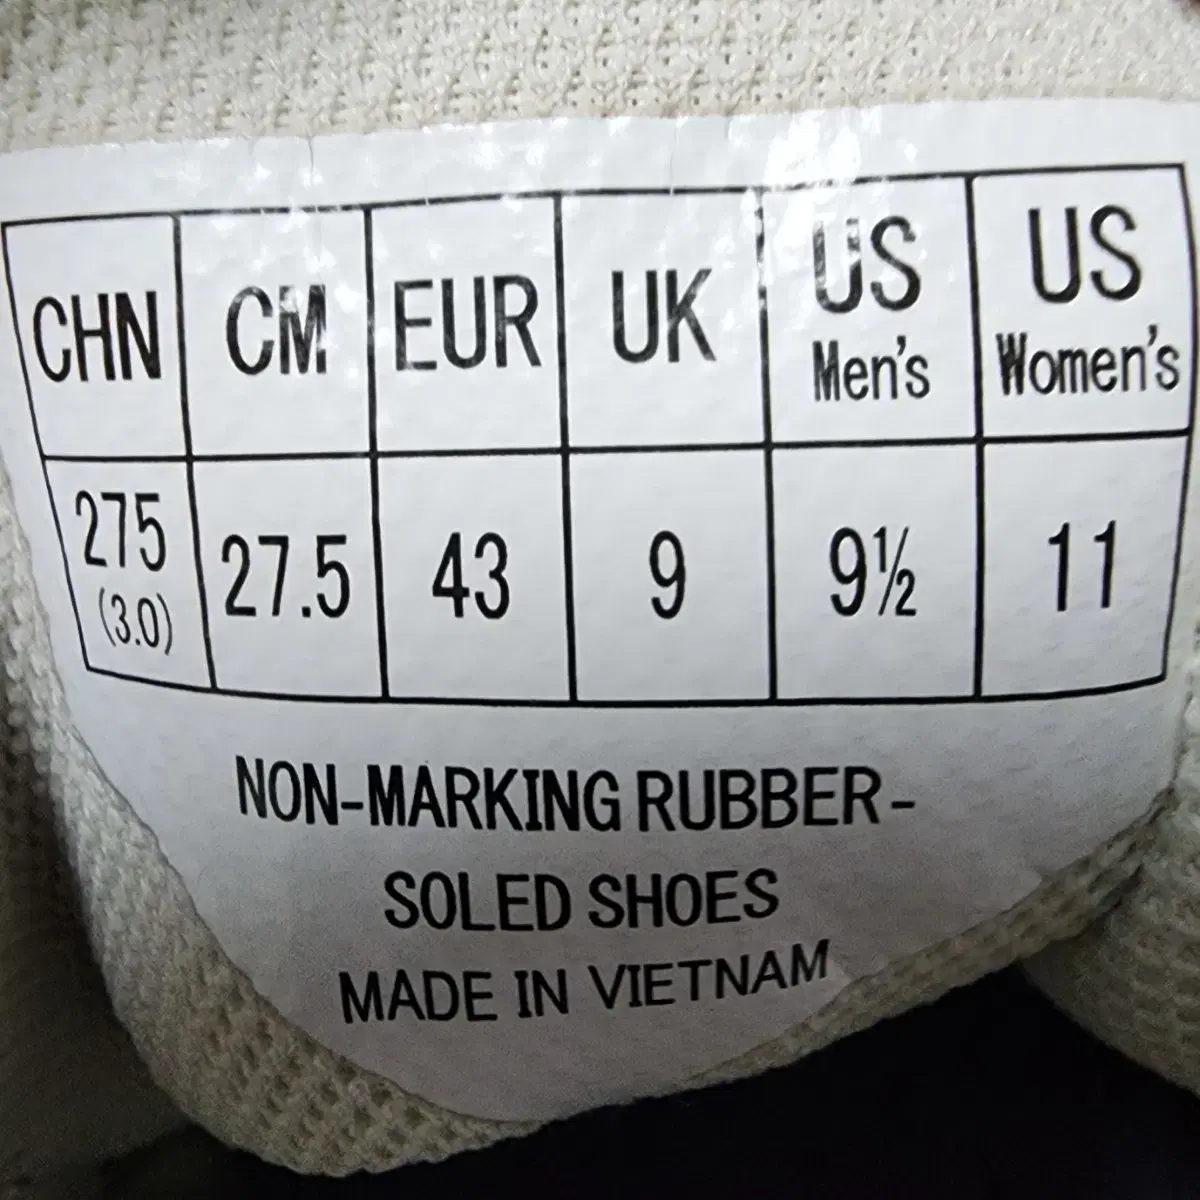 CHN CM EUR UK US Men's US Women's
275 (3.0) 27.5 43 9 9½ 11
NON-MARKING RUBBER-
SOLED SHOES
MADE IN VIETNAM